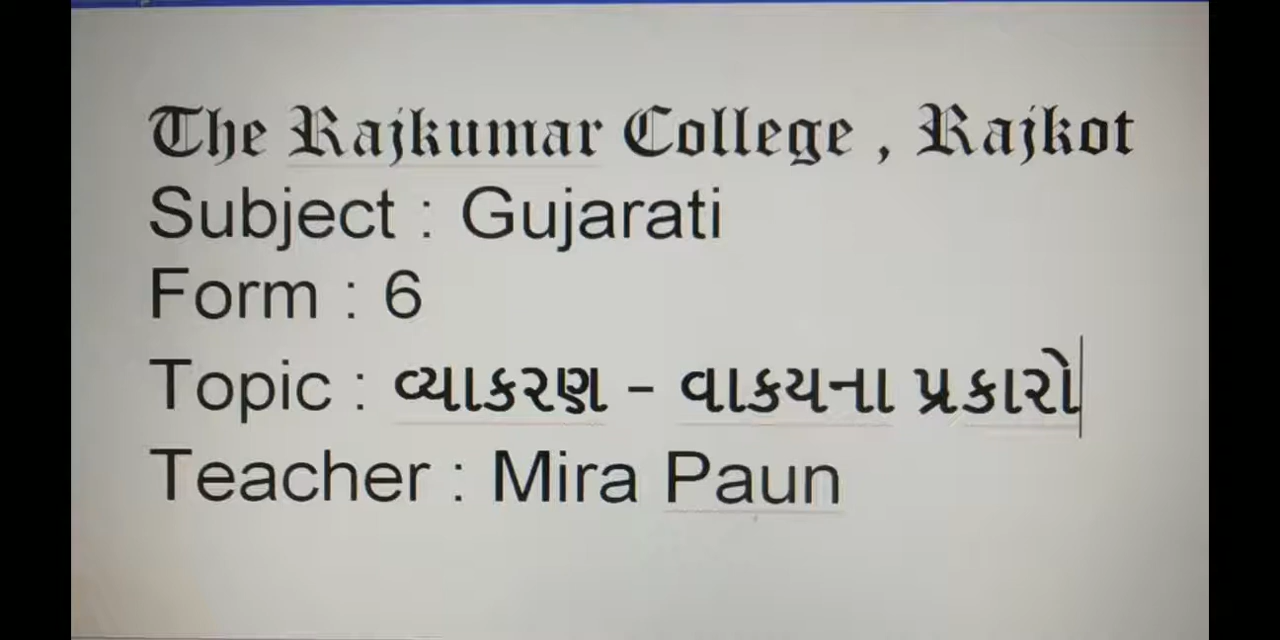 The Rajkumar College , Rajkot
Subject : Gujarati
Form : 6
Topic : વ્યાકરણ – વાકયના પ્રકારો
Teacher : Mira Paun